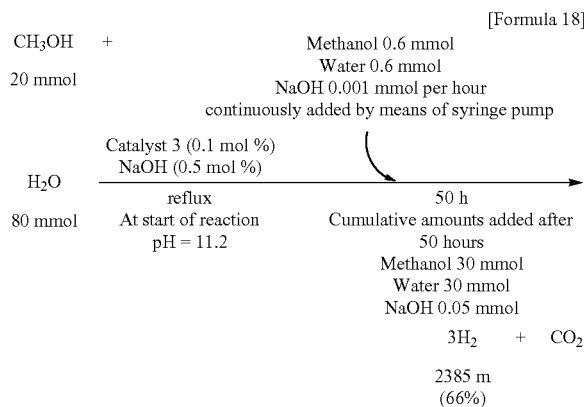 [Formula 18]
CH₃OH +
20 mmol
Methanol 0.6 mmol
Water 0.6 mmol
NaOH 0.001 mmol per hour
continuously added by means of syringe pump
Catalyst 3 (0.1 mol %)
NaOH (0.5 mol %)
H₂O
80 mmol
reflux
At start of reaction
pH = 11.2
50 h
Cumulative amounts added after
50 hours
Methanol 30 mmol
Water 30 mmol
NaOH 0.05 mmol
3H₂ + CO₂
2385 m
(66%)